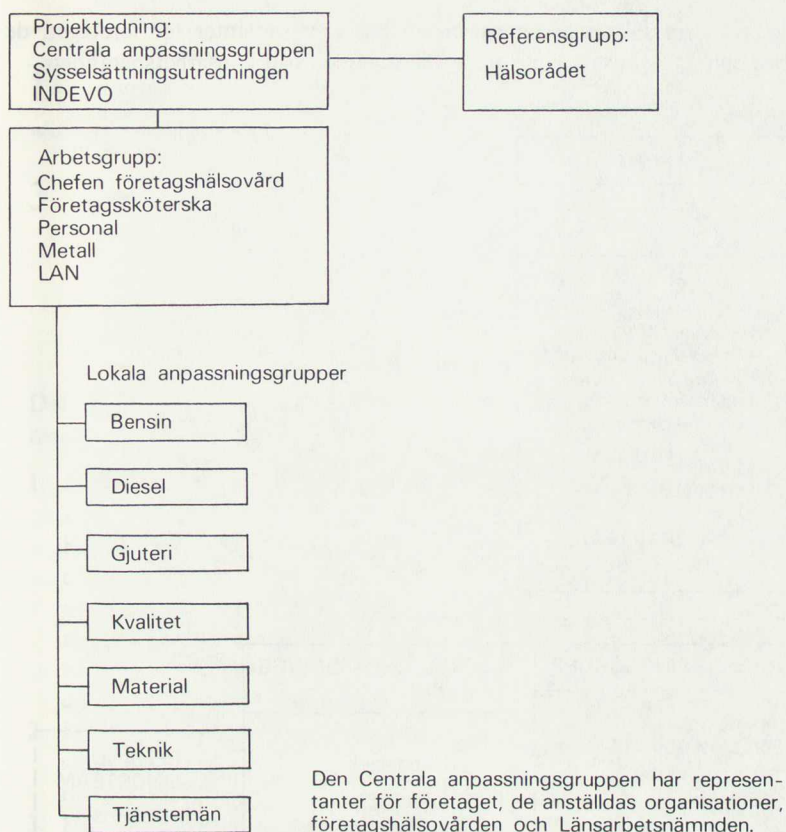 Projektledning:
Centrala anpassningsgruppen
Sysselsättningsutredningen
INDEVO
Referensgrupp:
Hälsorådet
Arbetsgrupp:
Chefen företagshälsovård
Företagssköterska
Personal
Metall
LAN
Lokala anpassningsgrupper
Bensin
Diesel
Gjuteri
Kvalitet
Material
Teknik
Tjänstemän
Den Centrala anpassningsgruppen har represen-
tanter för företaget, de anställdas organisationer,
företagshälsovården och Länsarbetsnämnden.